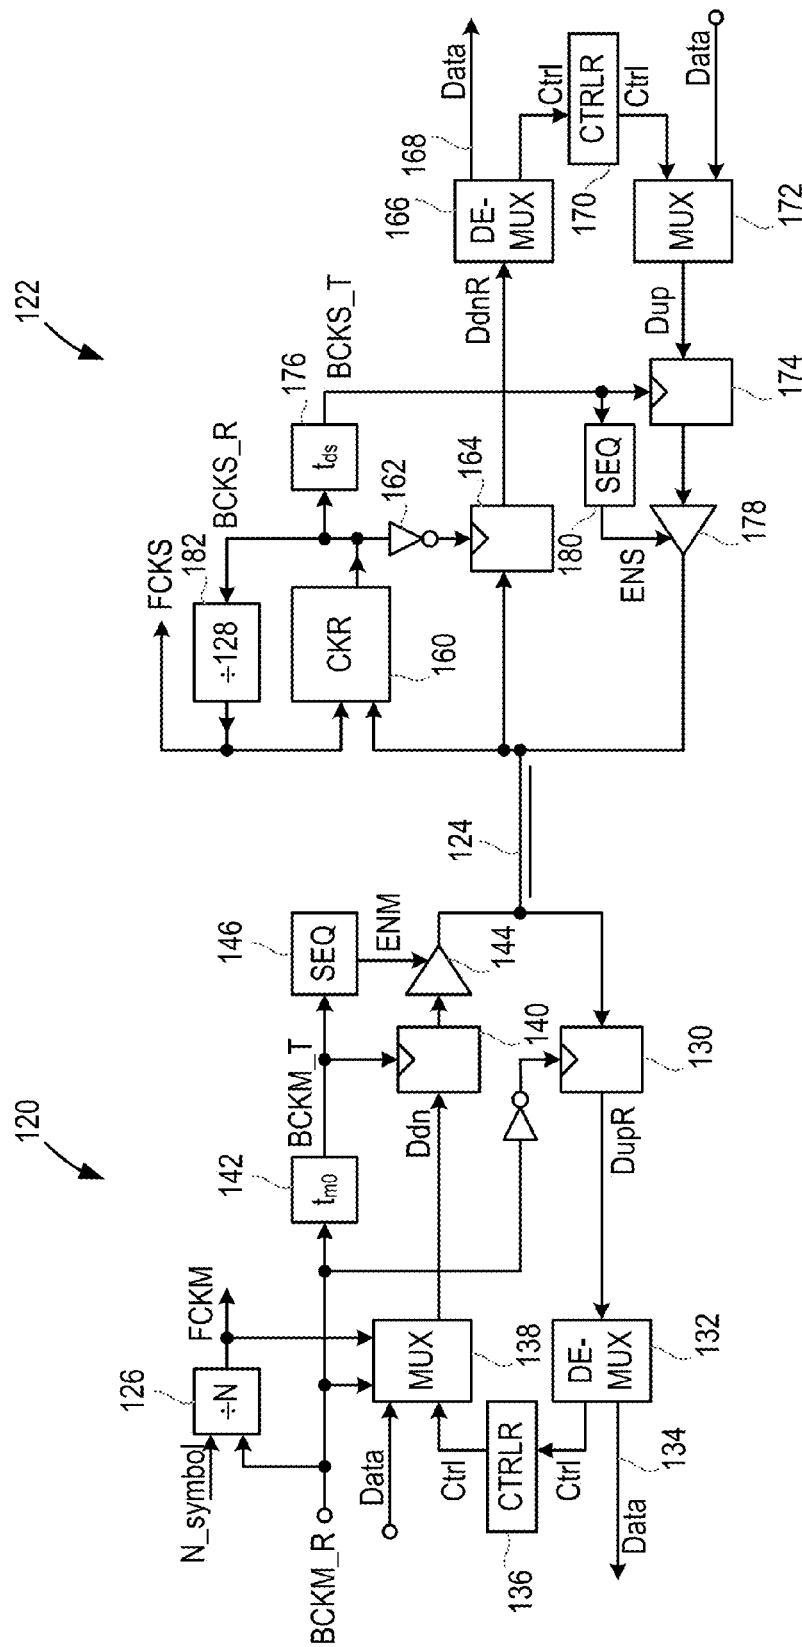 120
122
126
N_symbol
÷N
FCKM
BCKM_R
142
t_m0
BCKM_T
146
SEQ
ENM
144
Data
MUX
138
Ddn
140
Ctrl
CTRLR
136
Ctrl
DE-
MUX
132
134
Data
DupR
130
124
FCKS
182
÷128
BCKS_R
CKR
160
176
t_ds
BCKS_T
162
164
DdnR
166
DE-
MUX
168
Data
Ctrl
CTRLR
170
Ctrl
Data
MUX
172
Dup
174
SEQ
180
ENS
178